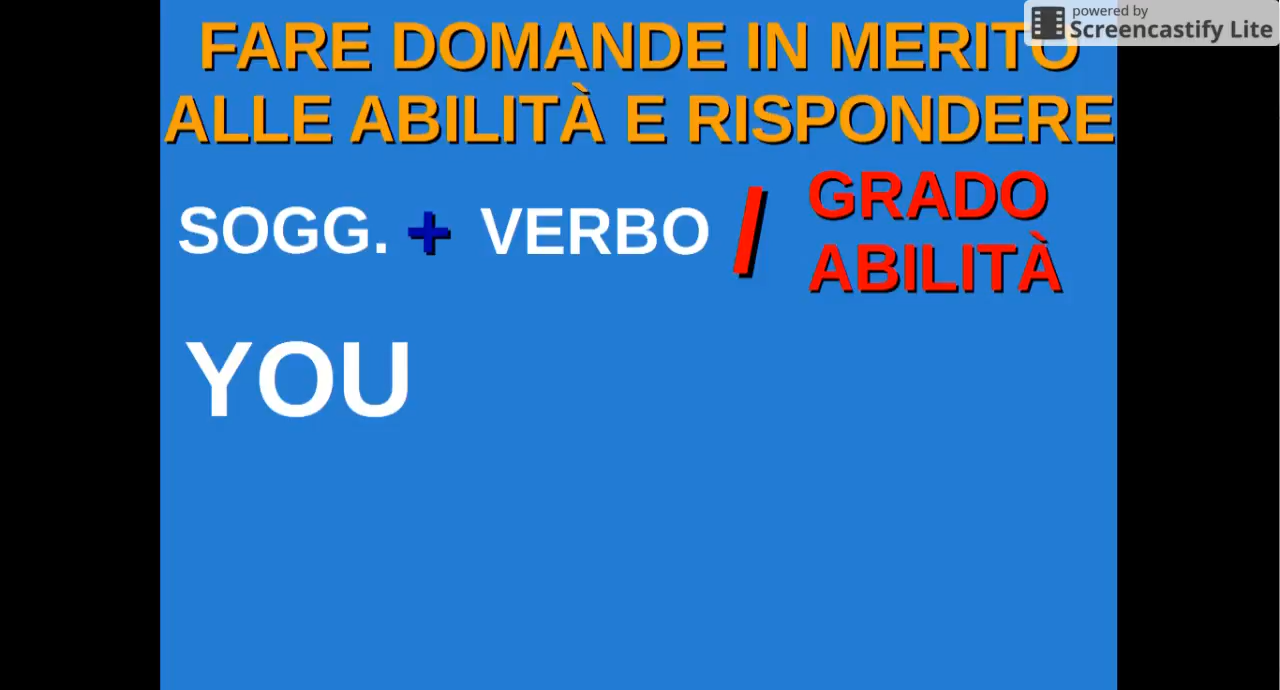 powered by
Screencastify Lite
FARE DOMANDE IN MERITO
ALLE ABILITÀ E RISPONDERE
SOGG. + VERBO / GRADO
ABILITÀ
YOU